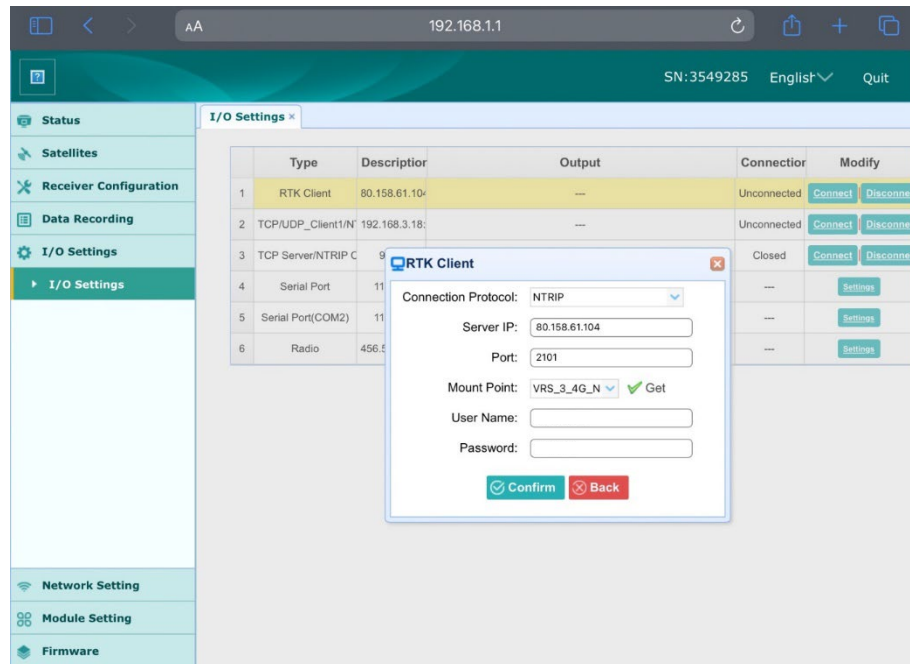 AA 192.168.1.1
SN:3549285 English Quit
Status
Satellites
Receiver Configuration
Data Recording
I/O Settings
I/O Settings
Network Setting
Module Setting
Firmware
I/O Settings ×
Type Description Output Connection Modify
1 RTK Client 80.158.61.104 --- Unconnected Connect Disconne
2 TCP/UDP_Client1/N 192.168.3.18: --- Unconnected Connect Disconne
3 TCP Server/NTRIP C 9 Closed Connect Disconne
4 Serial Port 11 --- Settings
5 Serial Port(COM2) 11 --- Settings
6 Radio 456.5 --- Settings
RTK Client
Connection Protocol: NTRIP
Server IP: 80.158.61.104
Port: 2101
Mount Point: VRS_3_4G_N Get
User Name:
Password:
Confirm Back